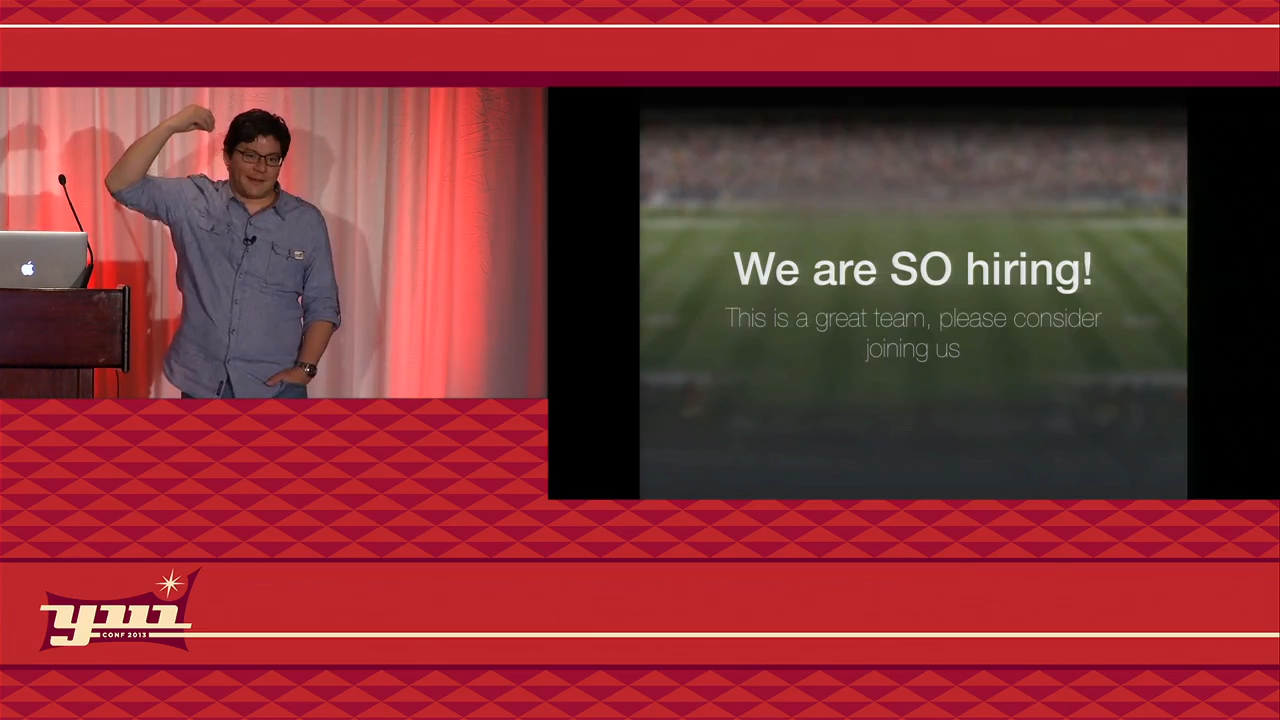 We are SO hiring!
This is a great team, please consider
joining us
yui
CONF 2013